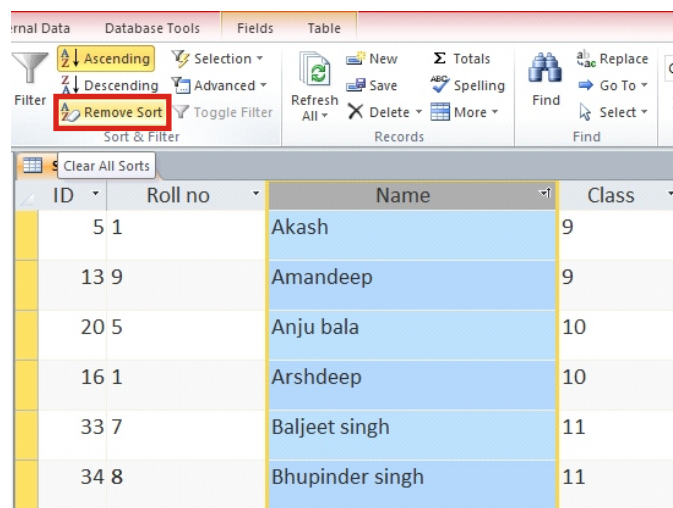 rnal Data Database Tools Fields Table
Ascending Selection New Σ Totals Replace
Descending Advanced Save Spelling Go To
Filter Remove Sort Toggle Filter Refresh All Delete More Find Select
Sort & Filter Records Find
Clear All Sorts
ID Roll no Name Class
5 1 Akash 9
13 9 Amandeep 9
20 5 Anju bala 10
16 1 Arshdeep 10
33 7 Baljeet singh 11
34 8 Bhupinder singh 11